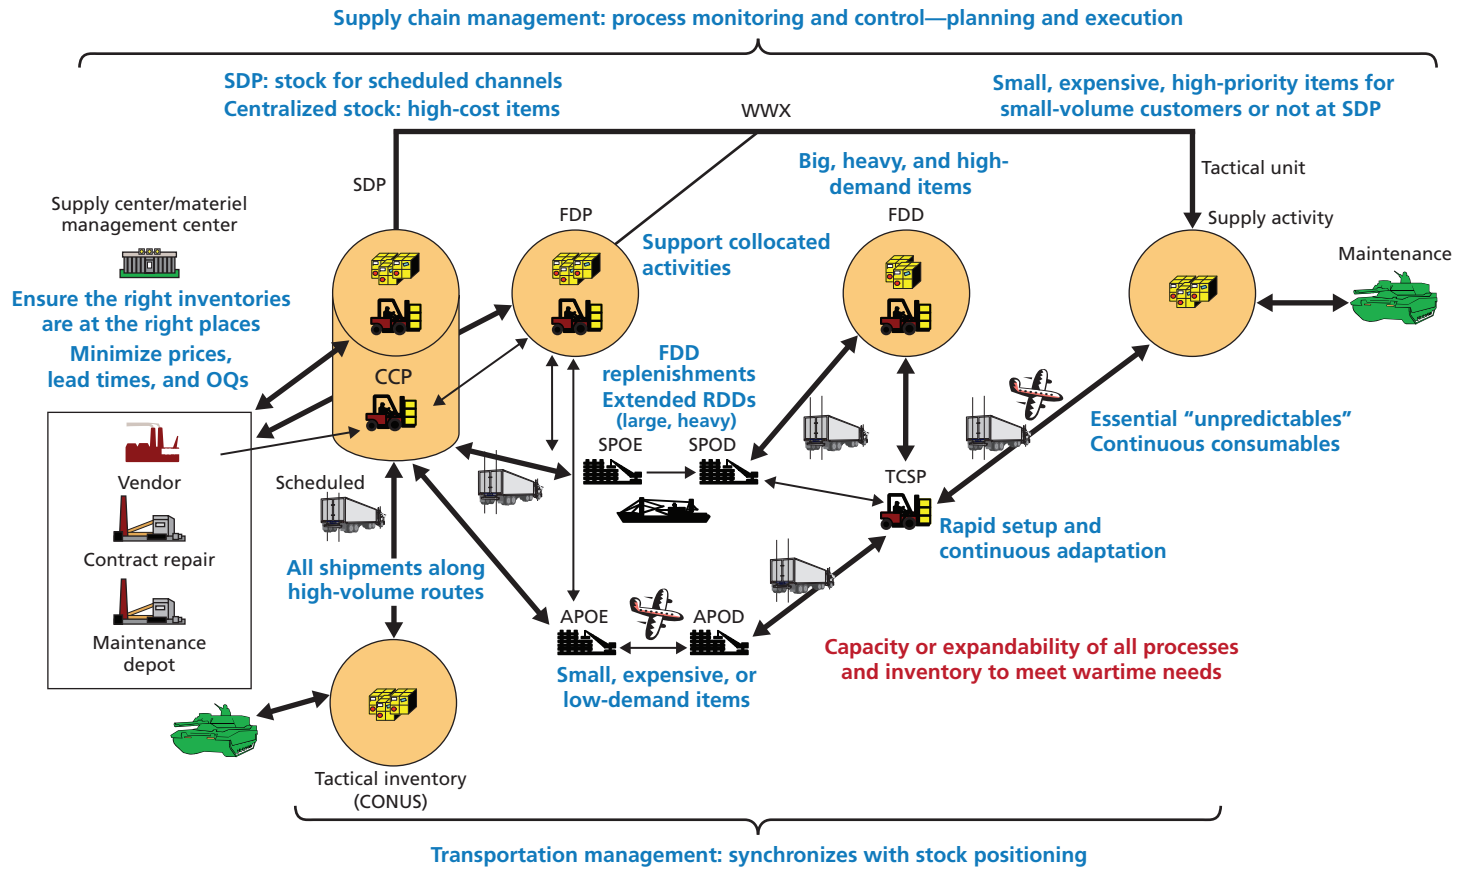 Supply chain management: process monitoring and control—planning and execution
SDP: stock for scheduled channels
Centralized stock: high-cost items
Small, expensive, high-priority items for
small-volume customers or not at SDP
WWX
Big, heavy, and high-
demand items
Tactical unit
SDP
Supply center/materiel
management center
FDP
FDD
Supply activity
Support collocated
activities
Maintenance
Ensure the right inventories
are at the right places
Minimize prices,
lead times, and OQs
CCP
FDD
replenishments
Extended RDDs
(large, heavy)
Essential “unpredictables”
Continuous consumables
SPOE
SPOD
Vendor
Scheduled
TCSP
Rapid setup and
continuous adaptation
Contract repair
All shipments along
high-volume routes
APOE
APOD
Maintenance
depot
Capacity or expandability of all processes
and inventory to meet wartime needs
Small, expensive, or
low-demand items
Tactical inventory
(CONUS)
Transportation management: synchronizes with stock positioning